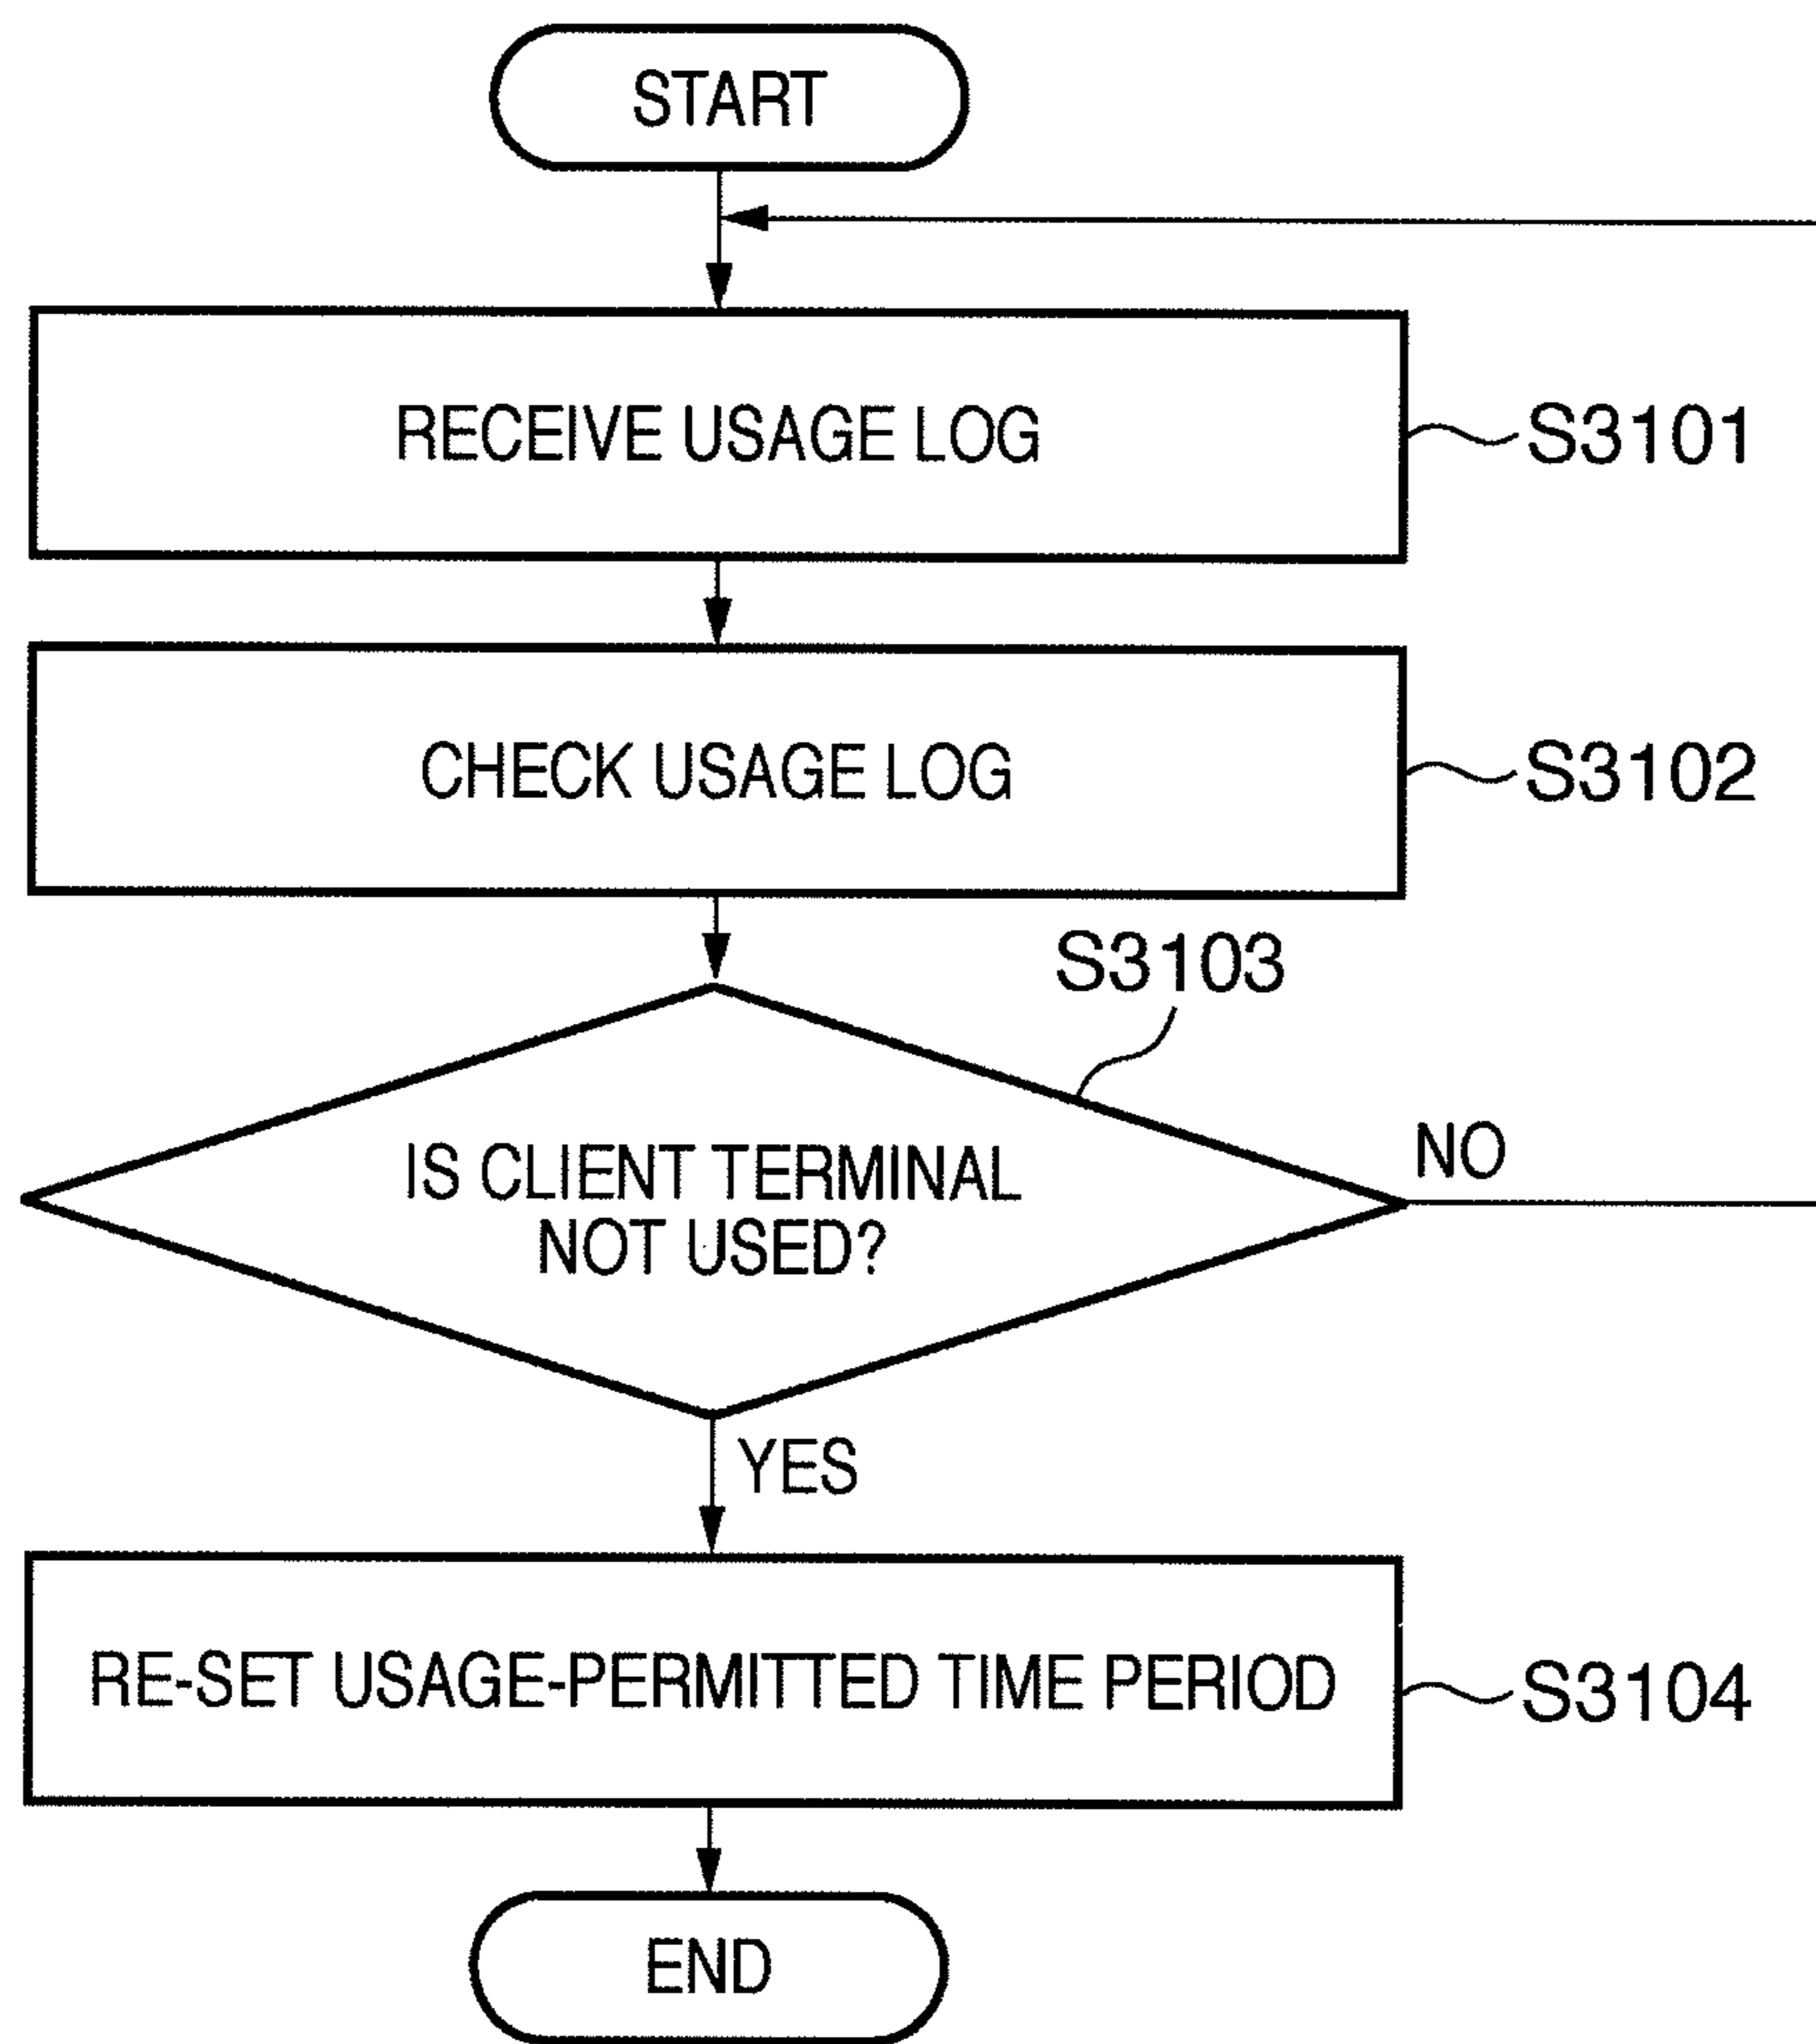 START
RECEIVE USAGE LOG
S3101
CHECK USAGE LOG
S3102
S3103
IS CLIENT TERMINAL
NOT USED?
NO
YES
RE-SET USAGE-PERMITTED TIME PERIOD
S3104
END